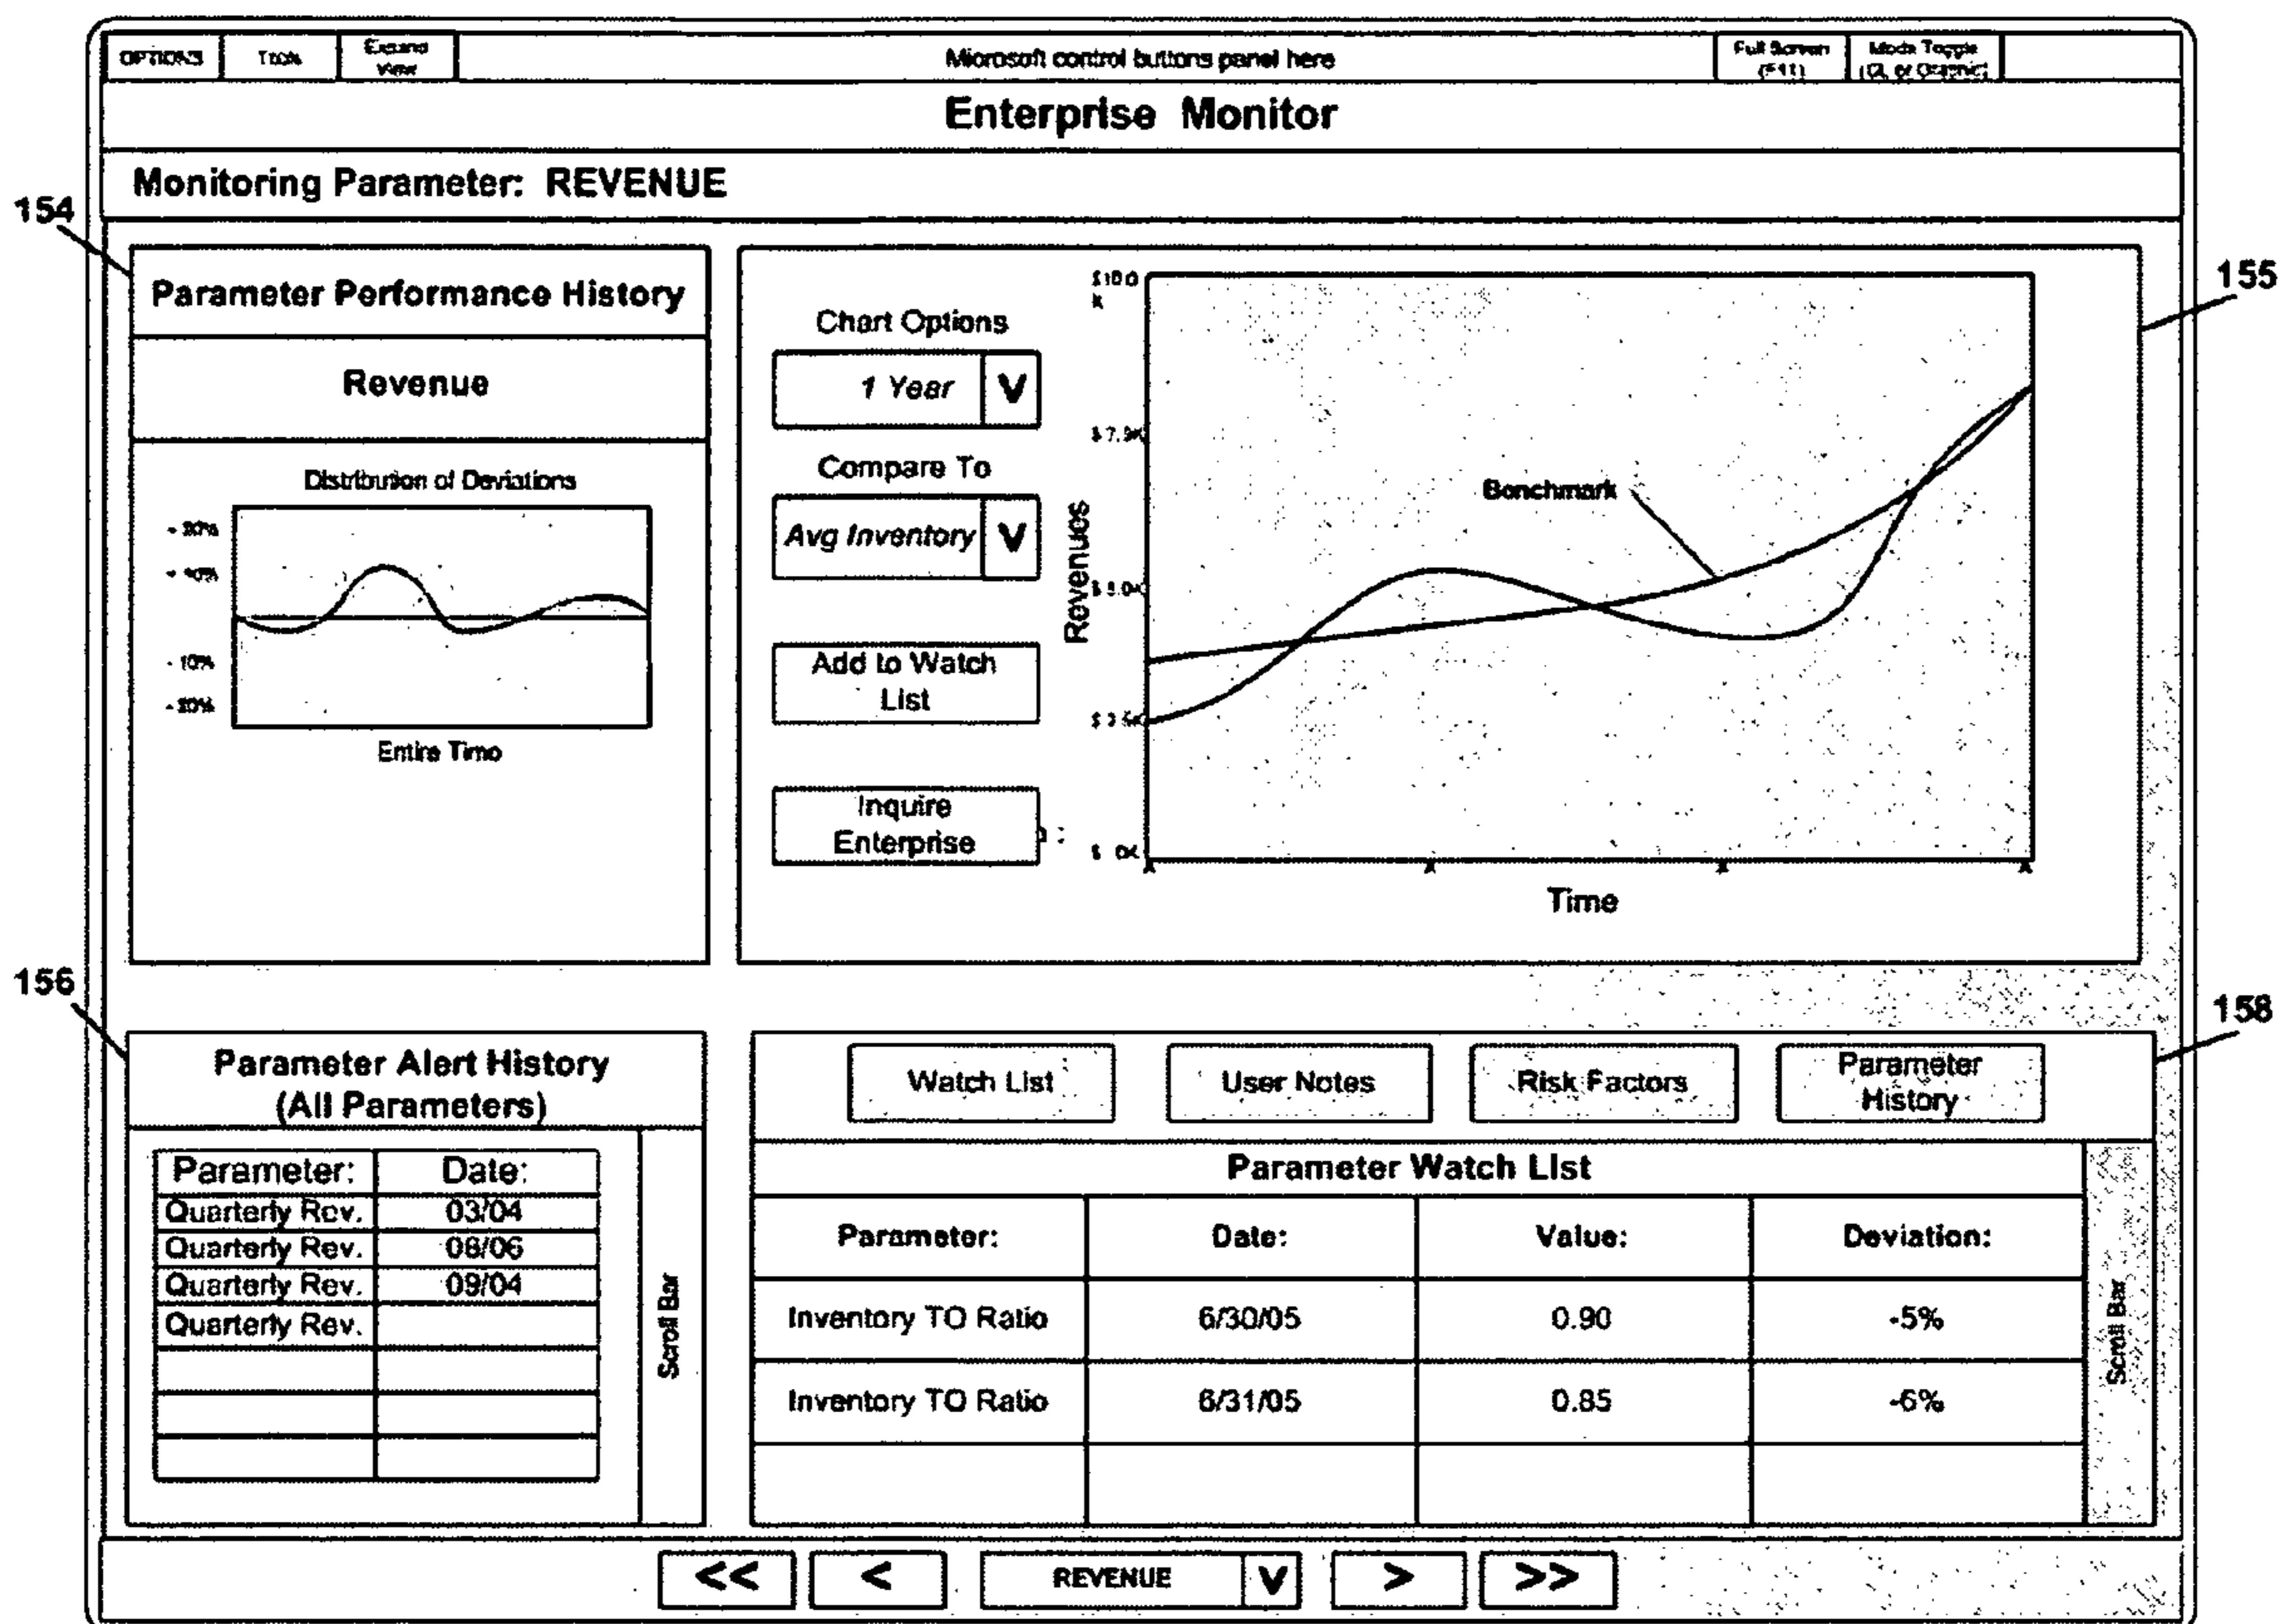 OPTIONS
Tools
Expand
View
Microsoft control buttons panel here
Full Screen
(F11)
Mode Toggle
Enterprise Monitor
Monitoring Parameter: REVENUE
154
155
Parameter Performance History
Revenue
Distribution of Deviations
- 10%
Entire Time
Chart Options
1 Year
V
Compare To
Avg Inventory
V
Add to Watch
List
Inquire
Enterprise
Revenues
Benchmark
Time
156
158
Parameter Alert History
(All Parameters)
Parameter: Date:
Quarterly Rev. 03/04
Quarterly Rev. 08/06
Quarterly Rev. 09/04
Quarterly Rev.
Scroll Bar
Watch List
User Notes
Risk Factors
Parameter
History
Parameter Watch List
Parameter: Date: Value: Deviation:
Inventory TO Ratio 6/30/05 0.90 -5%
Inventory TO Ratio 6/31/05 0.85 -6%
Scroll Bar
<< < REVENUE V > >>